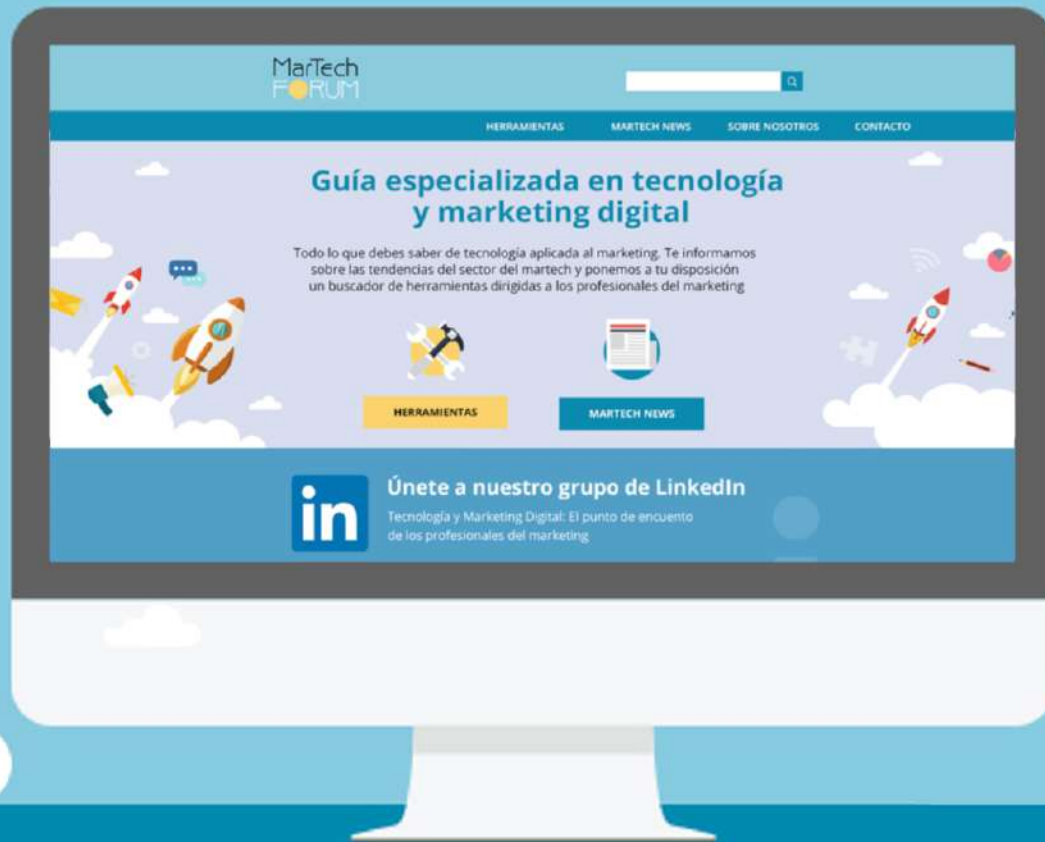 MarTech
FORUM
HERRAMIENTAS
MARTECH NEWS
SOBRE NOSOTROS
CONTACTO
Guía especializada en tecnología
y marketing digital
Todo lo que debes saber de tecnología aplicada al marketing. Te informamos
sobre las tendencias del sector del martech y ponemos a tu disposición
un buscador de herramientas dirigidas a los profesionales del marketing
HERRAMIENTAS
MARTECH NEWS
in
Únete a nuestro grupo de LinkedIn
Tecnología y Marketing Digital: El punto de encuento
de los profesionales del marketing